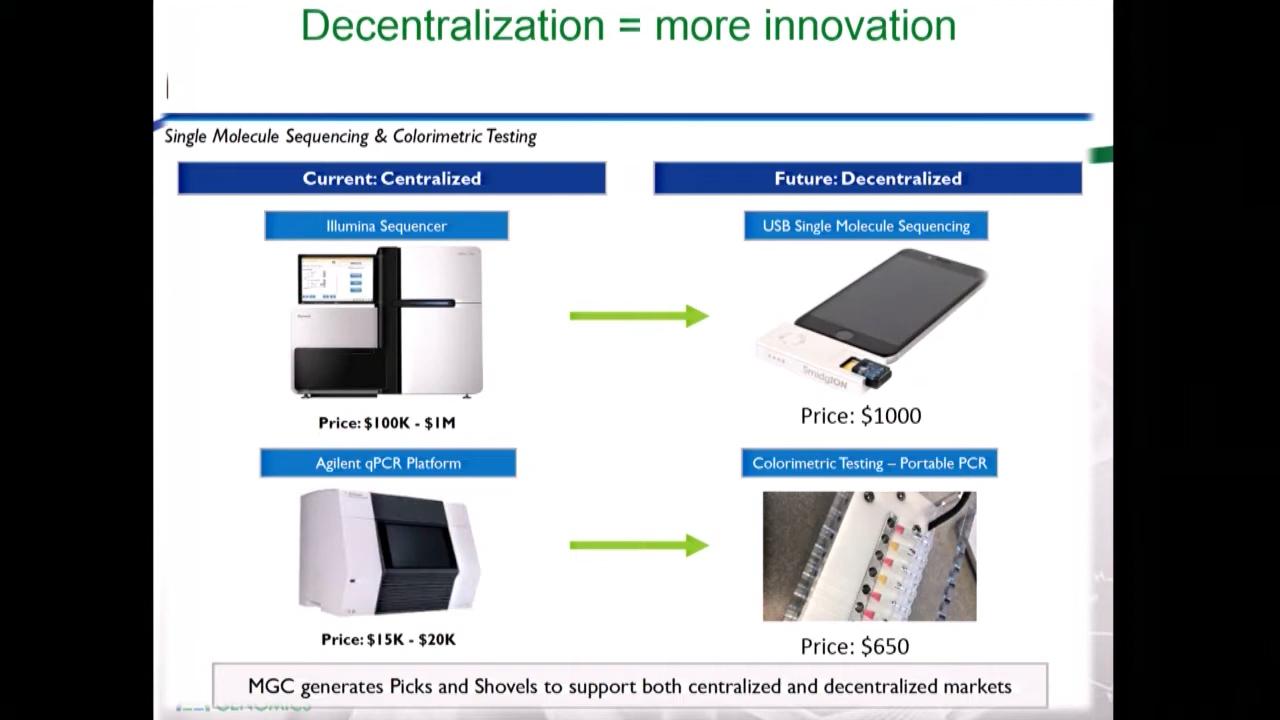 Decentralization = more innovation
Single Molecule Sequencing & Colorimetric Testing
Current: Centralized
Future: Decentralized
Illumina Sequencer
USB Single Molecule Sequencing
SmidgION
Price: $100K - $1M
Price: $1000
Agilent qPCR Platform
Colorimetric Testing – Portable PCR
Price: $15K - $20K
Price: $650
MGC generates Picks and Shovels to support both centralized and decentralized markets
GENOMICS